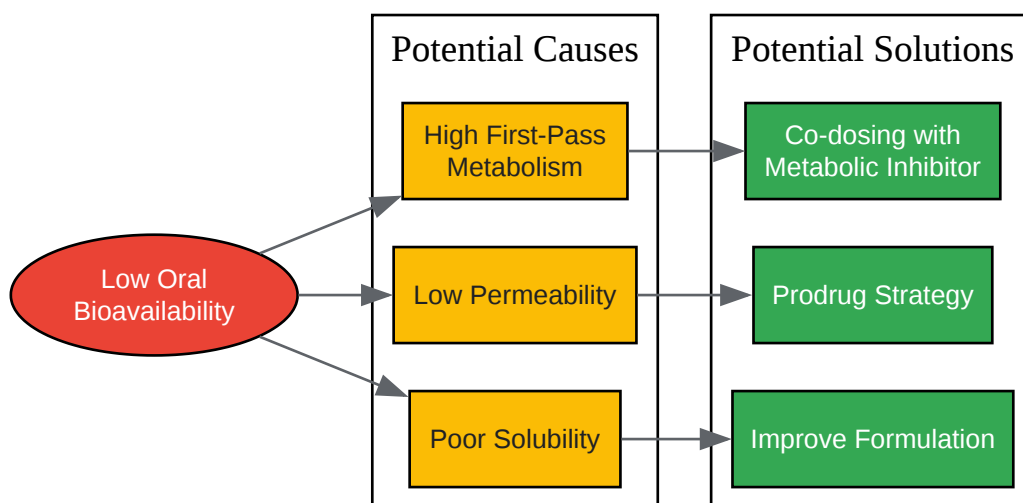 Potential Causes
Potential Solutions
High First-Pass
Metabolism
Co-dosing with
Metabolic Inhibitor
Low Oral
Bioavailability
Low Permeability
Prodrug Strategy
Poor Solubility
Improve Formulation